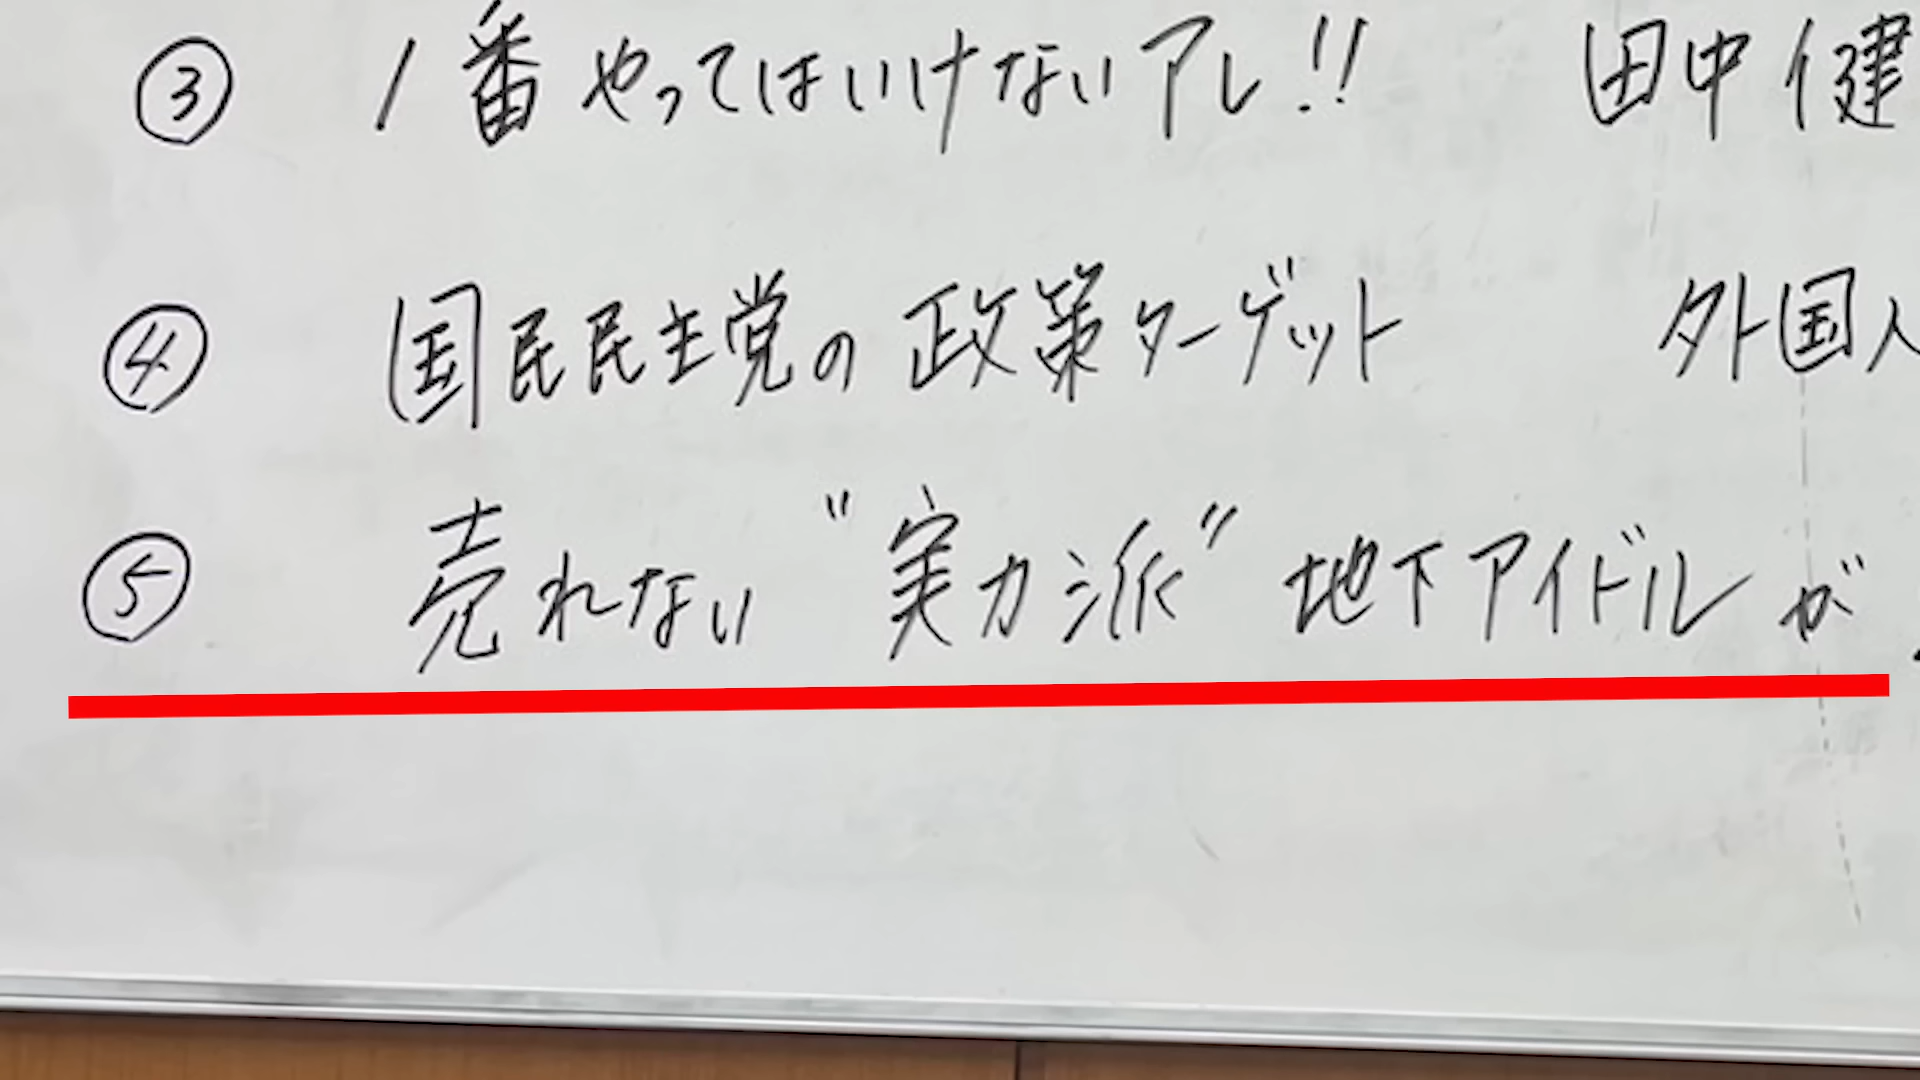 ③ 1番やってはいけないアレ!! 田中健
④ 国民民主党の政策ターゲット 外国人
⑤ 売れない"実力派"地下アイドルが